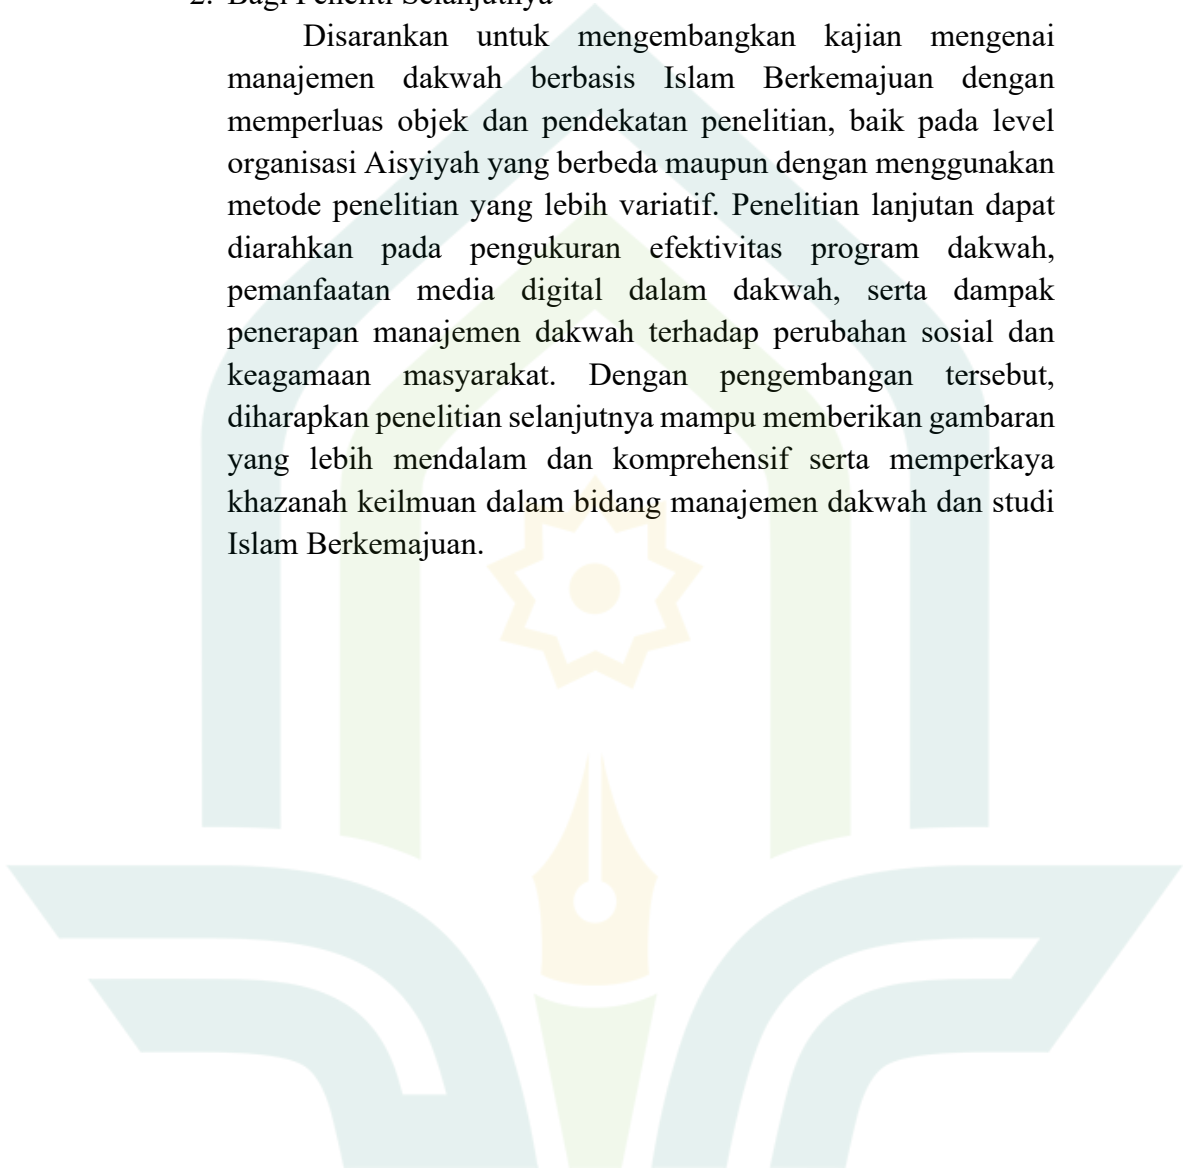 2. Bagi Peneliti Selanjutnya
Disarankan untuk mengembangkan kajian mengenai
manajemen dakwah berbasis Islam Berkemajuan dengan
memperluas objek dan pendekatan penelitian, baik pada level
organisasi Aisyiyah yang berbeda maupun dengan menggunakan
metode penelitian yang lebih variatif. Penelitian lanjutan dapat
diarahkan pada pengukuran efektivitas program dakwah,
pemanfaatan media digital dalam dakwah, serta dampak
penerapan manajemen dakwah terhadap perubahan sosial dan
keagamaan masyarakat. Dengan pengembangan tersebut,
diharapkan penelitian selanjutnya mampu memberikan gambaran
yang lebih mendalam dan komprehensif serta memperkaya
khazanah keilmuan dalam bidang manajemen dakwah dan studi
Islam Berkemajuan.